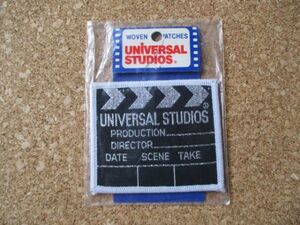 WOVEN PATCHES
UNIVERSAL
STUDIOS®
UNIVERSAL STUDIOS
PRODUCTION
DIRECTOR
DATE SCENE TAKE